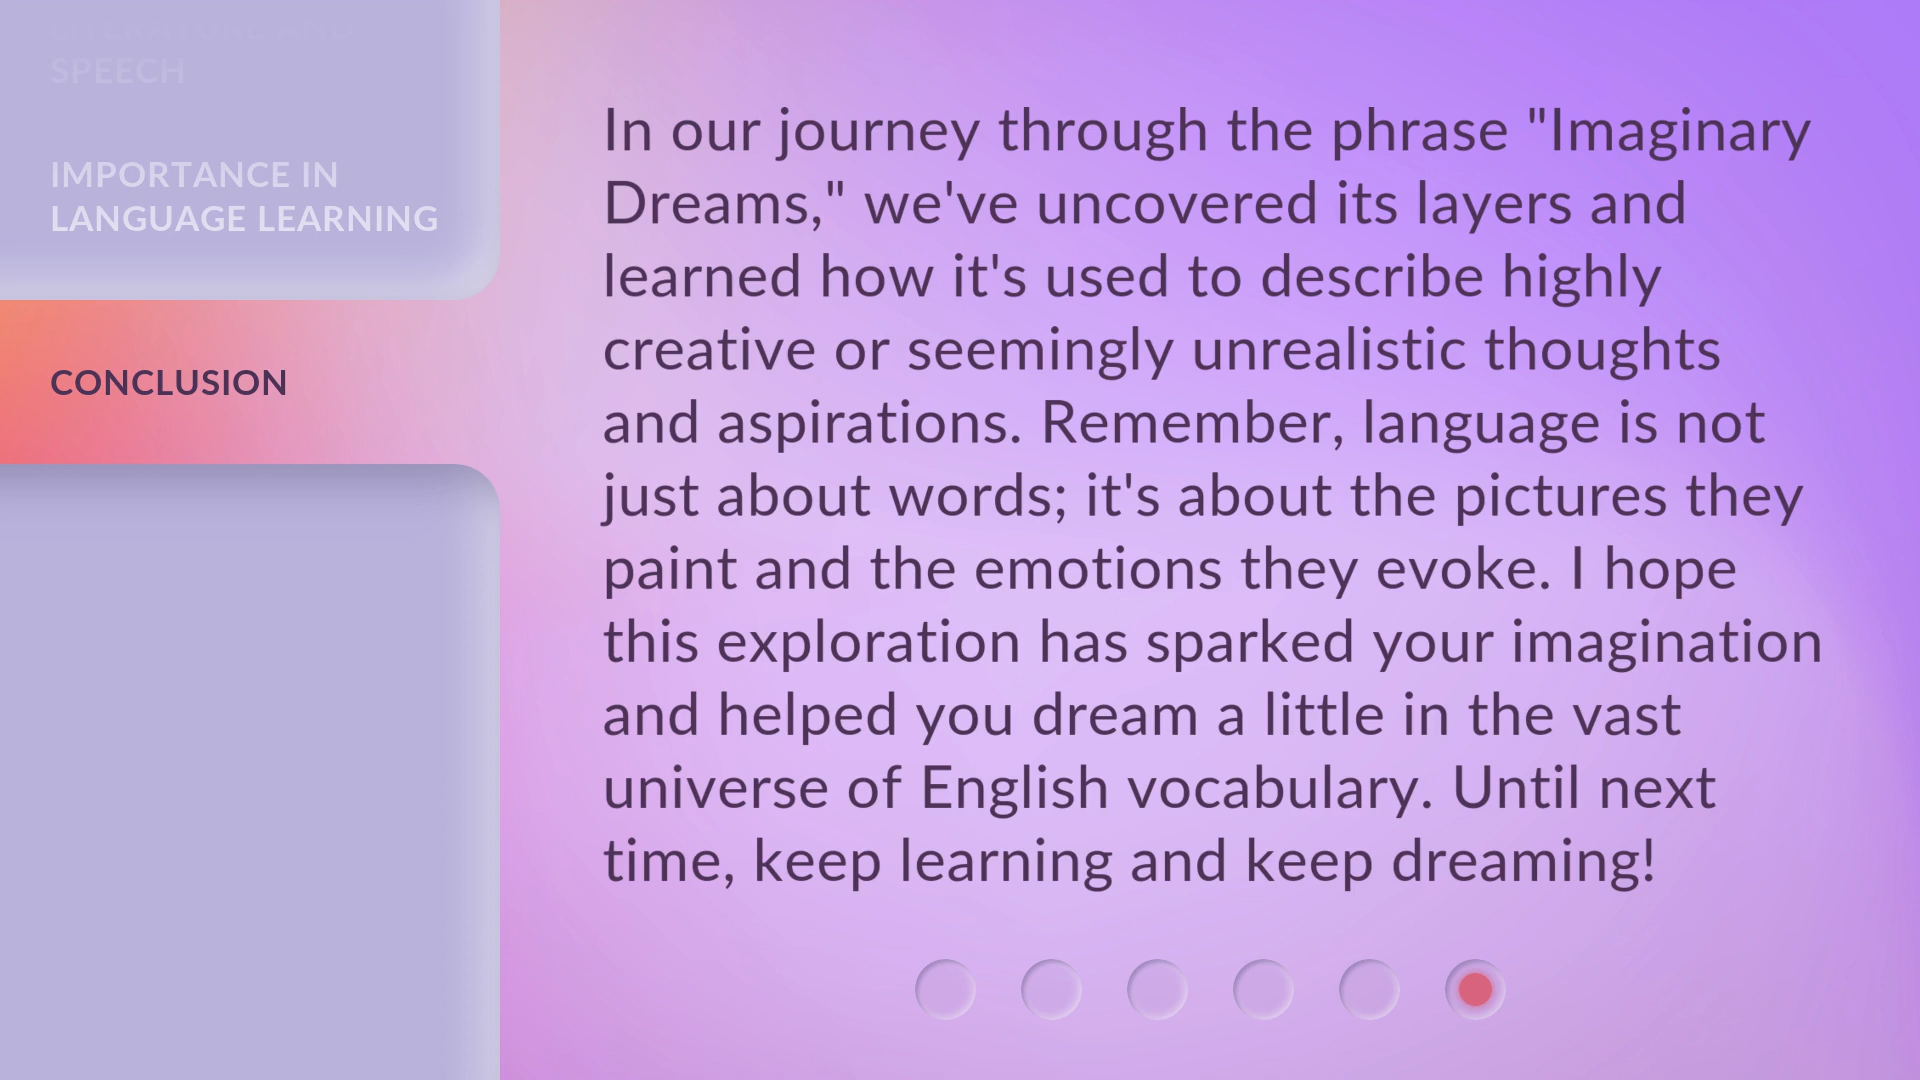 LITERATURE AND
SPEECH
IMPORTANCE IN
LANGUAGE LEARNING
CONCLUSION
In our journey through the phrase "Imaginary
Dreams," we've uncovered its layers and
learned how it's used to describe highly
creative or seemingly unrealistic thoughts
and aspirations. Remember, language is not
just about words; it's about the pictures they
paint and the emotions they evoke. I hope
this exploration has sparked your imagination
and helped you dream a little in the vast
universe of English vocabulary. Until next
time, keep learning and keep dreaming!